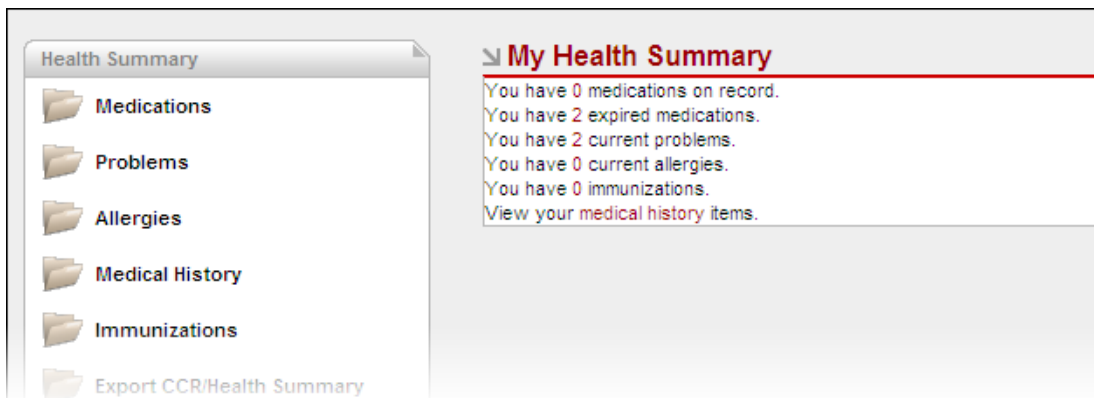 Health Summary
Medications
Problems
Allergies
Medical History
Immunizations
Export CCR/Health Summary
My Health Summary
You have 0 medications on record.
You have 2 expired medications.
You have 2 current problems.
You have 0 current allergies.
You have 0 immunizations.
View your medical history items.